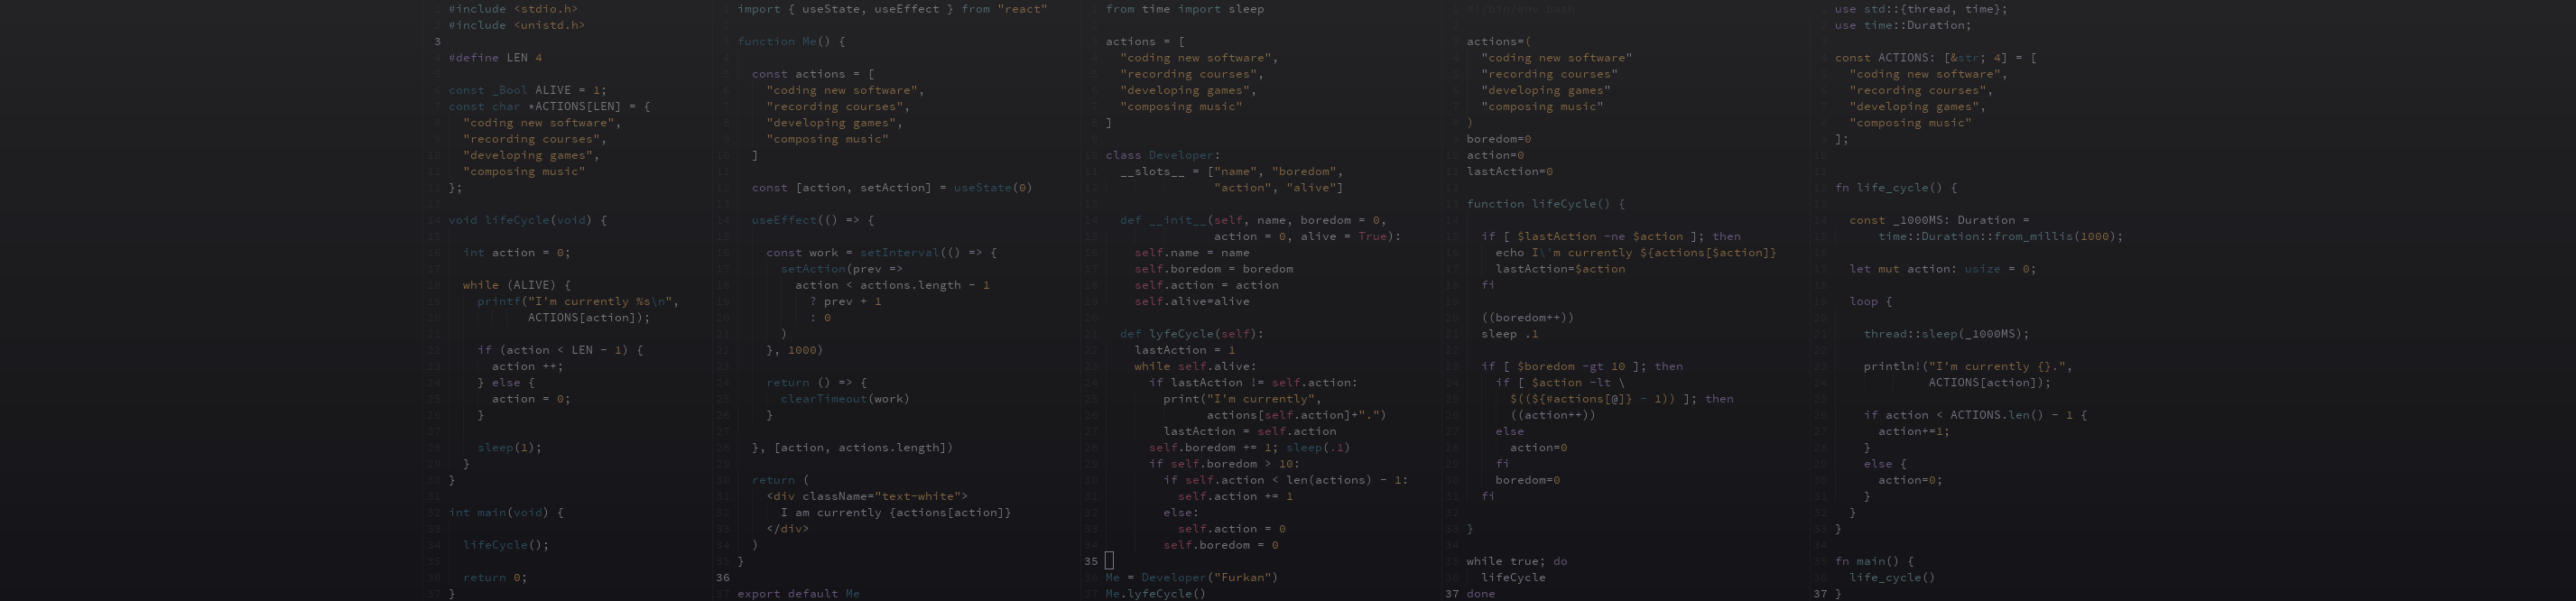 #include <stdio.h>
#include <unistd.h>
3
#define LEN 4
const _Bool ALIVE = 1;
const char *ACTIONS[LEN] = {
"coding new software",
"recording courses",
"developing games",
"composing music"
};
void lifeCycle(void) {
int action = 0;
while (ALIVE) {
printf("I'm currently %s\n",
ACTIONS[action]);
if (action < LEN - 1) {
action ++;
} else {
action = 0;
}
sleep(1);
}
}
int main(void) {
lifeCycle();
return 0;
}
import { useState, useEffect } from "react"
function Me() {
const actions = [
"coding new software",
"recording courses",
"developing games",
"composing music"
]
const [action, setAction] = useState(0)
useEffect(() => {
const work = setInterval(() => {
setAction(prev =>
action < actions.length - 1
? prev + 1
: 0
)
}, 1000)
return () => {
clearTimeout(work)
}
}, [action, actions.length])
return (
<div className="text-white">
I am currently {actions[action]}
</div>
)
}
36
export default Me
from time import sleep
actions = [
"coding new software",
"recording courses",
"developing games",
"composing music"
]
class Developer:
__slots__ = ["name", "boredom",
"action", "alive"]
def __init__(self, name, boredom = 0,
action = 0, alive = True):
self.name = name
self.boredom = boredom
self.action = action
self.alive=alive
def lyfeCycle(self):
lastAction = 1
while self.alive:
if lastAction != self.action:
print("I'm currently",
actions[self.action]+".")
lastAction = self.action
self.boredom += 1; sleep(.1)
if self.boredom > 10:
if self.action < len(actions) - 1:
self.action += 1
else:
self.action = 0
self.boredom = 0
35
Me = Developer("Furkan")
Me.lyfeCycle()
#!/bin/env bash
actions=(
"coding new software"
"recording courses"
"developing games"
"composing music"
)
boredom=0
action=0
lastAction=0
function lifeCycle() {
if [ $lastAction -ne $action ]; then
echo I\'m currently ${actions[$action]}
lastAction=$action
fi
((boredom++))
sleep .1
if [ $boredom -gt 10 ]; then
if [ $action -lt \
$((${#actions[@]} - 1)) ]; then
((action++))
else
action=0
fi
boredom=0
fi
}
while true; do
lifeCycle
37 done
use std::{thread, time};
use time::Duration;
const ACTIONS: [&str; 4] = [
"coding new software",
"recording courses",
"developing games",
"composing music"
];
fn life_cycle() {
const _1000MS: Duration =
time::Duration::from_millis(1000);
let mut action: usize = 0;
loop {
thread::sleep(_1000MS);
println!("I'm currently {}.",
ACTIONS[action]);
if action < ACTIONS.len() - 1 {
action+=1;
}
else {
action=0;
}
}
}
fn main() {
life_cycle()
37 }